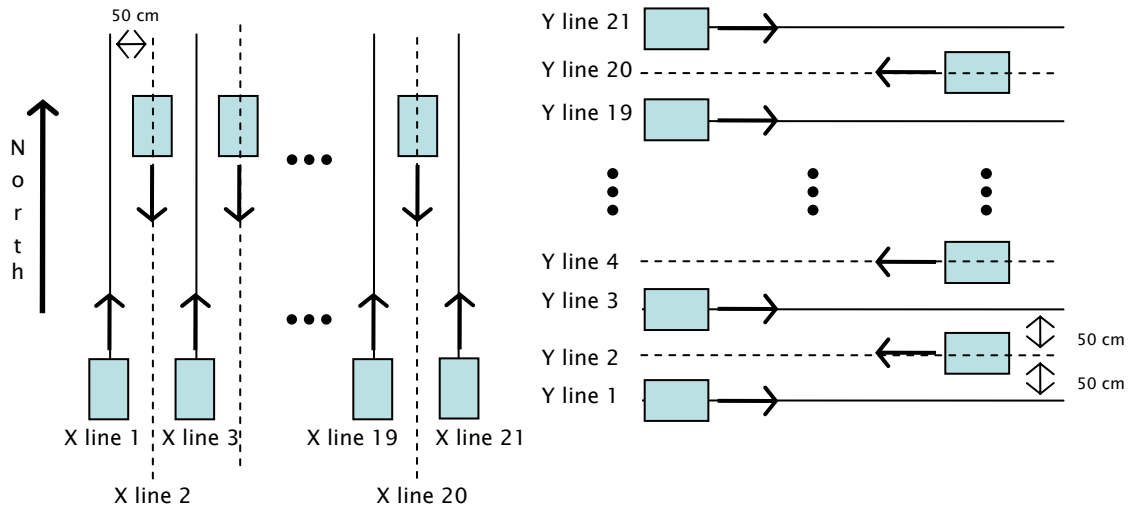 50 cm
North
X line 1
X line 3
X line 19
X line 21
X line 2
X line 20
Y line 21
Y line 20
Y line 19
Y line 4
Y line 3
50 cm
Y line 2
50 cm
Y line 1